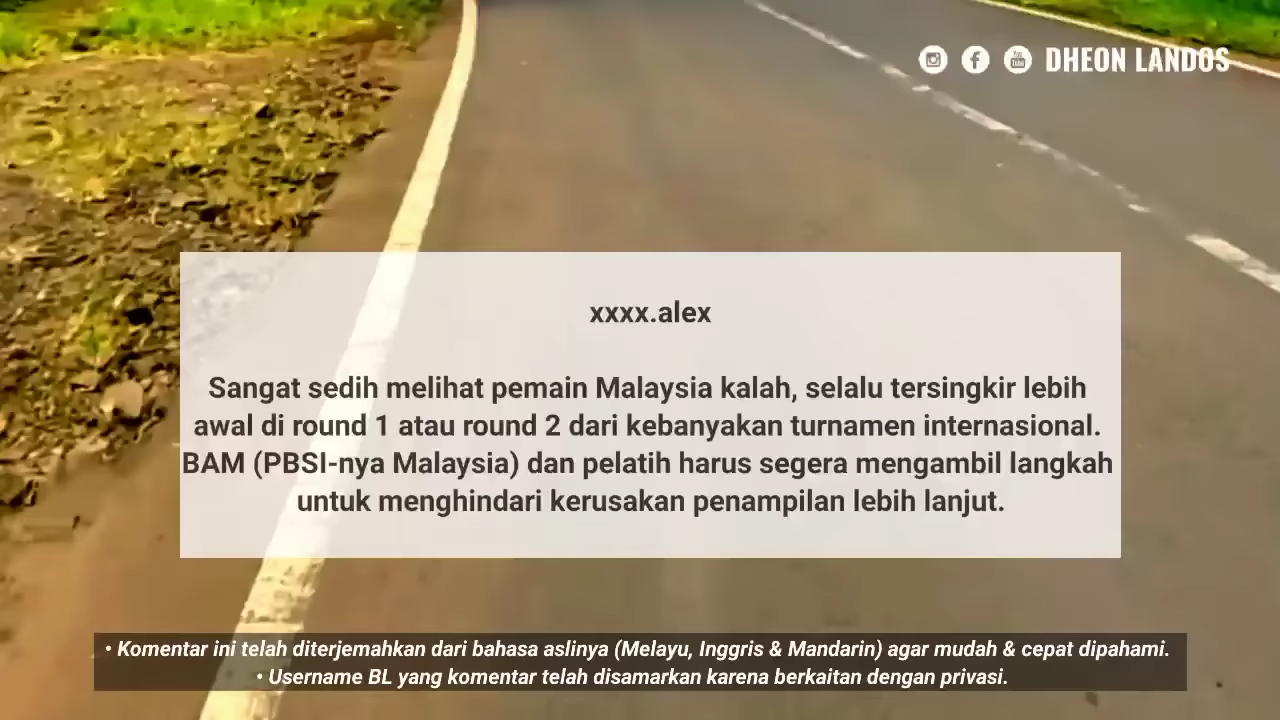 DHEON LANDOS
xxxx.alex
Sangat sedih melihat pemain Malaysia kalah, selalu tersingkir lebih
awal di round 1 atau round 2 dari kebanyakan turnamen internasional.
BAM (PBSI-nya Malaysia) dan pelatih harus segera mengambil langkah
untuk menghindari kerusakan penampilan lebih lanjut.
• Komentar ini telah diterjemahkan dari bahasa aslinya (Melayu, Inggris & Mandarin) agar mudah & cepat dipahami.
• Username BL yang komentar telah disamarkan karena berkaitan dengan privasi.